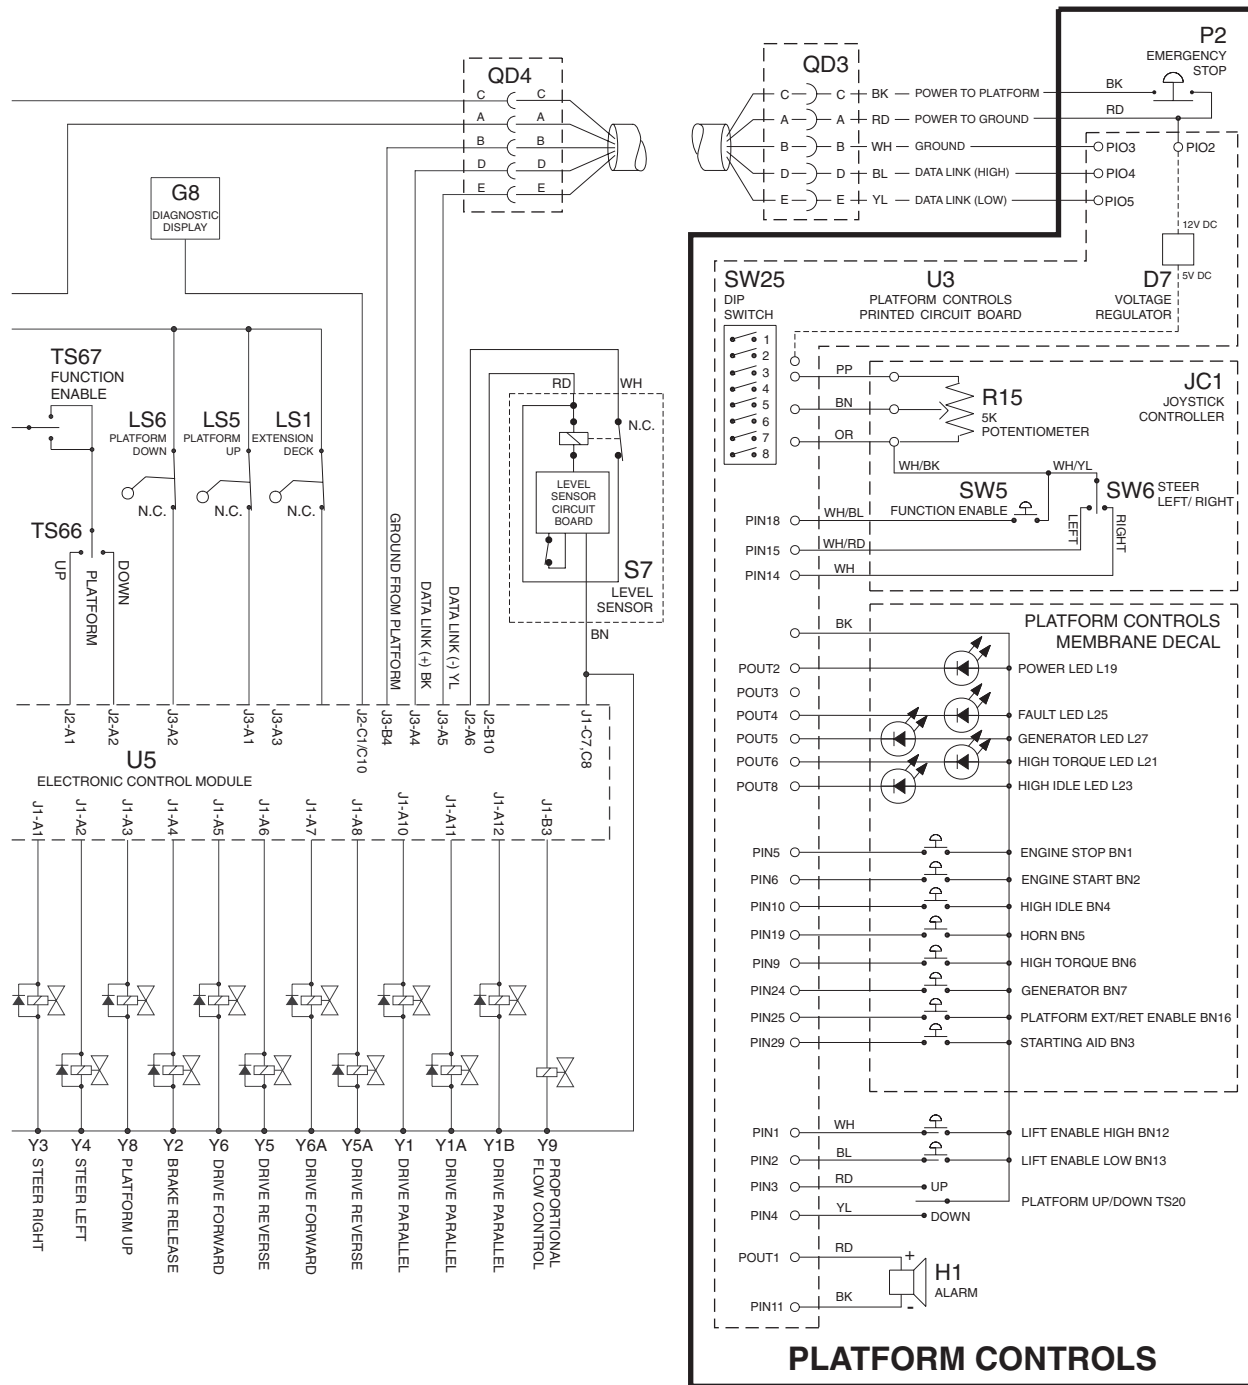 P2
EMERGENCY
STOP
QD4
QD3
C C
A A
B B
D D
E E
C C BK POWER TO PLATFORM
A A RD POWER TO GROUND
B B WH GROUND
D D BL DATA LINK (HIGH)
E E YL DATA LINK (LOW)
BK
RD
PIO3
PIO2
PIO4
PIO5
12V DC
5V DC
D7
VOLTAGE
REGULATOR
G8
DIAGNOSTIC
DISPLAY
SW25
DIP
SWITCH
1
2
3
4
5
6
7
8
U3
PLATFORM CONTROLS
PRINTED CIRCUIT BOARD
TS67
FUNCTION
ENABLE
LS6
PLATFORM
DOWN
N.C.
LS5
PLATFORM
UP
N.C.
LS1
EXTENSION
DECK
N.C.
TS66
UP
PLATFORM
DOWN
RD
WH
N.C.
LEVEL
SENSOR
CIRCUIT
BOARD
S7
LEVEL
SENSOR
BN
GROUND FROM PLATFORM
DATA LINK (+) BK
DATA LINK (-) YL
PP
BN
OR
R15
5K
POTENTIOMETER
JC1
JOYSTICK
CONTROLLER
WH/BK
WH/YL
SW5
FUNCTION ENABLE
SW6
STEER
LEFT/ RIGHT
LEFT
RIGHT
PIN18 WH/BL
PIN15 WH/RD
PIN14 WH
BK
PLATFORM CONTROLS
MEMBRANE DECAL
POUT2 POWER LED L19
POUT3
POUT4 FAULT LED L25
POUT5 GENERATOR LED L27
POUT6 HIGH TORQUE LED L21
POUT8 HIGH IDLE LED L23
J2-A1
J2-A2
J3-A2
J3-A1
J3-A3
J2-C1/C10
J3-B4
J3-A4
J3-A5
J2-A6
J2-B10
J1-C7,C8
U5
ELECTRONIC CONTROL MODULE
J1-A1
J1-A2
J1-A3
J1-A4
J1-A5
J1-A6
J1-A7
J1-A8
J1-A10
J1-A11
J1-A12
J1-B3
PIN5 ENGINE STOP BN1
PIN6 ENGINE START BN2
PIN10 HIGH IDLE BN4
PIN19 HORN BN5
PIN9 HIGH TORQUE BN6
PIN24 GENERATOR BN7
PIN25 PLATFORM EXT/RET ENABLE BN16
PIN29 STARTING AID BN3
Y3
STEER RIGHT
Y4
STEER LEFT
Y8
PLATFORM UP
Y2
BRAKE RELEASE
Y6
DRIVE FORWARD
Y5
DRIVE REVERSE
Y6A
DRIVE FORWARD
Y5A
DRIVE REVERSE
Y1
DRIVE PARALLEL
Y1A
DRIVE PARALLEL
Y1B
DRIVE PARALLEL
Y9
PROPORTIONAL
FLOW CONTROL
PIN1 WH LIFT ENABLE HIGH BN12
PIN2 BL LIFT ENABLE LOW BN13
PIN3 RD UP
PLATFORM UP/DOWN TS20
PIN4 YL DOWN
POUT1 RD +
H1
ALARM
PIN11 BK -
PLATFORM CONTROLS